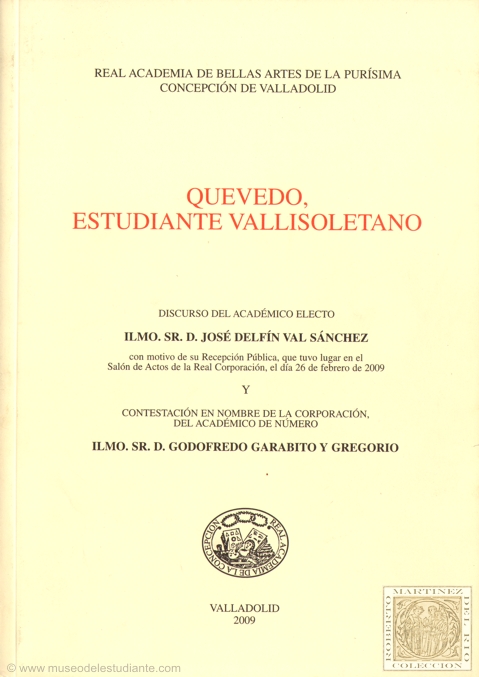 REAL ACADEMIA DE BELLAS ARTES DE LA PURÍSIMA
CONCEPCIÓN DE VALLADOLID
QUEVEDO,
ESTUDIANTE VALLISOLETANO
DISCURSO DEL ACADÉMICO ELECTO
ILMO. SR. D. JOSÉ DELFÍN VAL SÁNCHEZ
con motivo de su Recepción Pública, que tuvo lugar en el
Salón de Actos de la Real Corporación, el día 26 de febrero de 2009
Y
CONTESTACIÓN EN NOMBRE DE LA CORPORACIÓN,
DEL ACADÉMICO DE NÚMERO
ILMO. SR. D. GODOFREDO GARABITO Y GREGORIO
REAL ACADEMIA DE LA CONCEPCIÓN
VALLADOLID
2009
ROBERTO MARTINEZ DEL RIO
COLECCION
© www.museodelestudiante.com